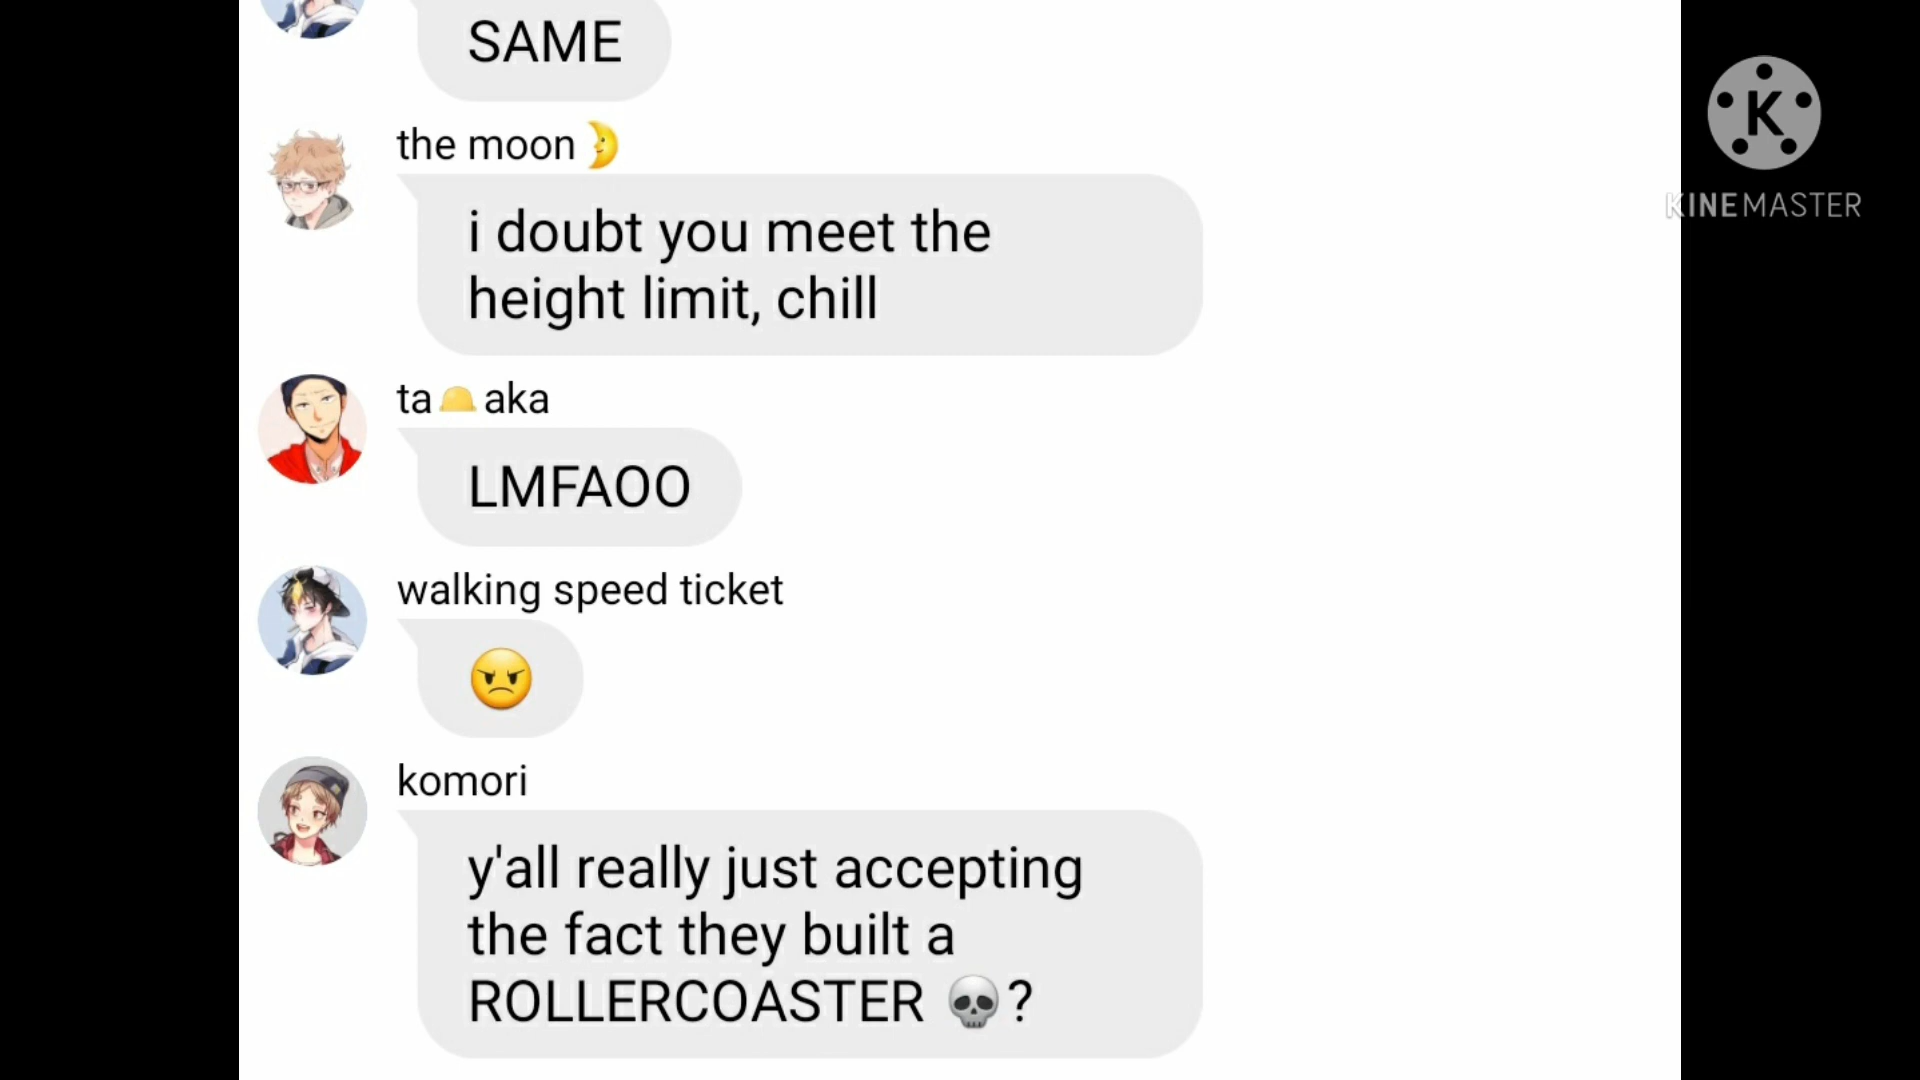 SAME
the moon 🌛
i doubt you meet the
height limit, chill
ta
aka
LMFAOO
walking speed ticket
😠
komori
y'all really just accepting
the fact they built a
ROLLERCOASTER 💀?
K
KINEMASTER